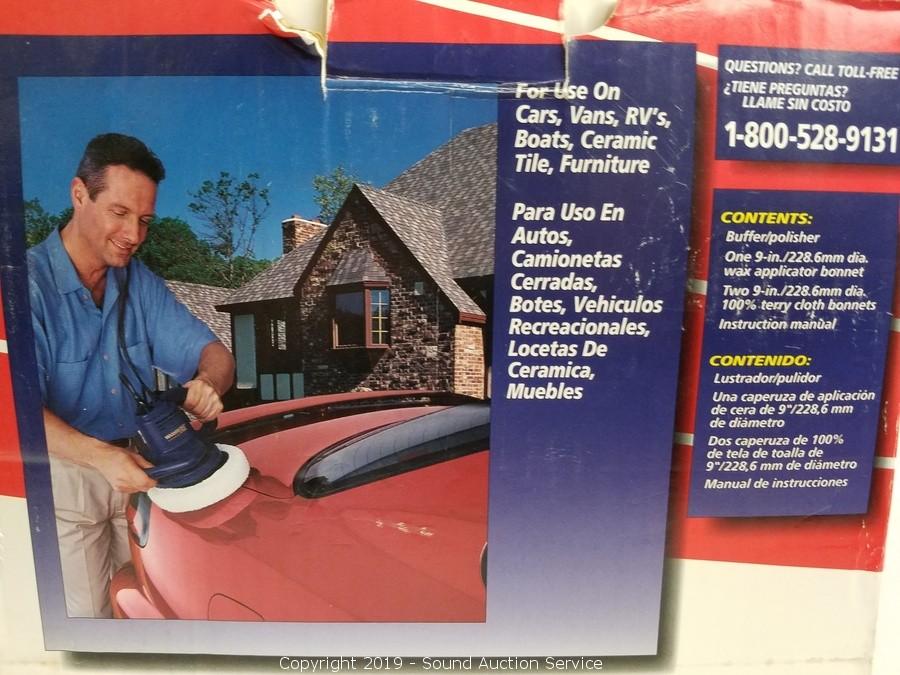 For Use On
Cars, Vans, RV's,
Boats, Ceramic
Tile, Furniture
Para Uso En
Autos,
Camionetas
Cerradas,
Botes, Vehiculos
Recreacionales,
Locetas De
Ceramica,
Muebles
QUESTIONS? CALL TOLL-FREE
¿TIENE PREGUNTAS?
LLAME SIN COSTO
1-800-528-9131
CONTENTS:
Buffer/polisher
One 9-in./228.6mm dia.
wax applicator bonnet
Two 9-in./228.6mm dia.
100% terry cloth bonnets
Instruction manual
CONTENIDO:
Lustrador/pulidor
Una caperuza de aplicación
de cera de 9"/228,6 mm
de diámetro
Dos caperuza de 100%
de tela de toalla de
9"/228,6 mm de diámetro
Manual de instrucciones
Copyright 2019 - Sound Auction Service